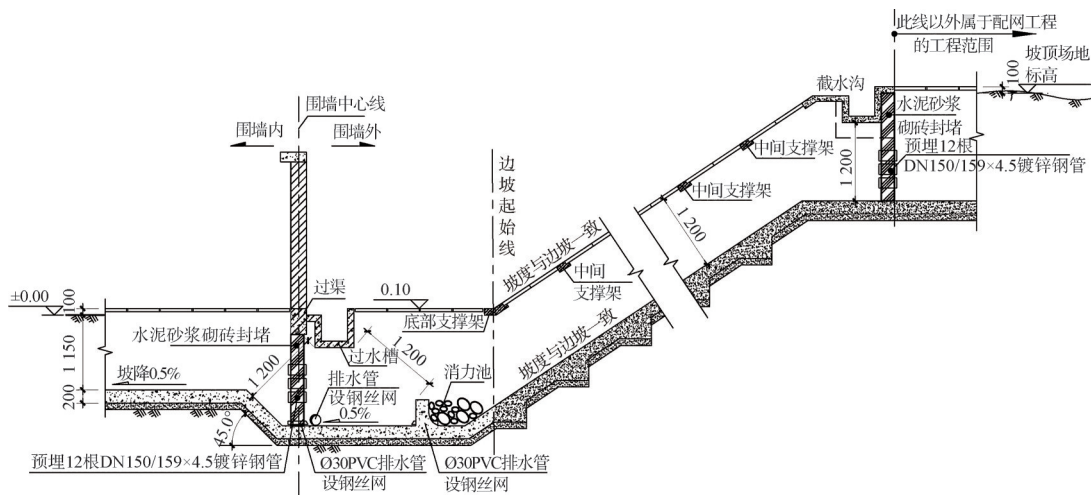 此线以外属于配网工程
的工程范围
坡顶场地
标高
100
截水沟
水泥砂浆
砌砖封堵
预埋12根
DN150/159×4.5镀锌钢管
1 200
中间支撑架
中间支撑架
1 200
围墙中心线
围墙内
围墙外
边坡起始线
坡度与边坡一致
中间
支撑架
±0.00
100
过渠
0.10
底部支撑架
坡度与边坡一致
水泥砂浆砌砖封堵
过水槽
1 200
1 200
1 150
坡降0.5%
200
排水管
设钢丝网
0.5%
消力池
45.0°
预埋12根DN150/159×4.5镀锌钢管
Ø30PVC排水管
设钢丝网
Ø30PVC排水管
设钢丝网